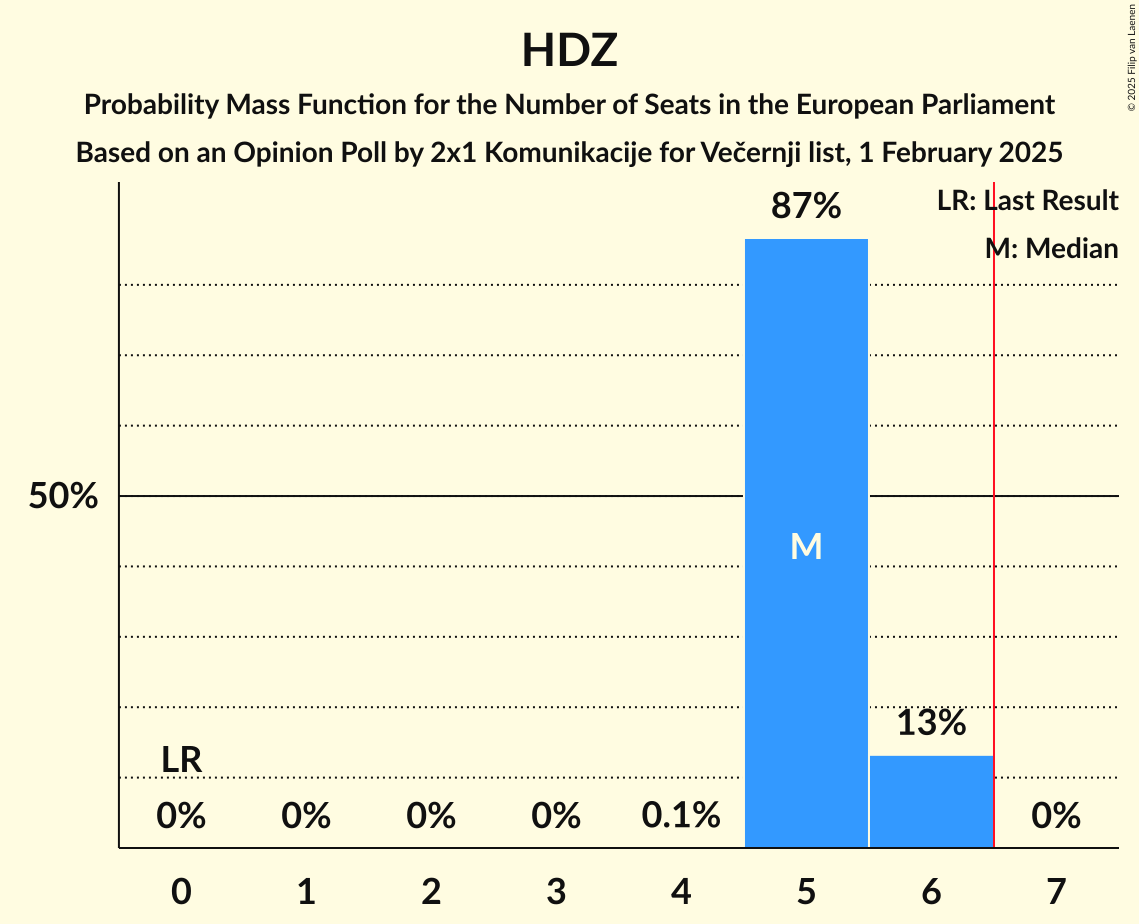 HDZ
Probability Mass Function for the Number of Seats in the European Parliament
Based on an Opinion Poll by 2x1 Komunikacije for Večernji list, 1 February 2025
© 2025 Filip van Laenen
LR: Last Result
M: Median
87%
50%
M
13%
LR
0% 0% 0% 0% 0.1% 0%
0 1 2 3 4 5 6 7